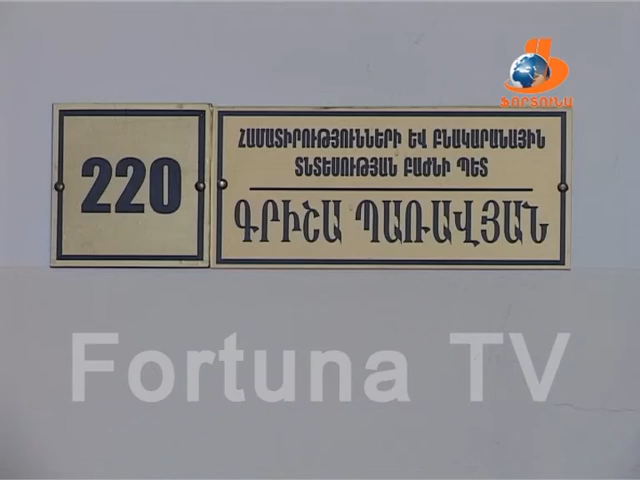 ՖՈՐՏՈՒՆԱ
220
ՀԱՄԱՏԻՐՈՒԹՅՈՒՆՆԵՐԻ ԵՎ ԲՆԱԿԱՐԱՆԱՅԻՆ
ՏՆՏԵՍՈՒԹՅԱՆ ԲԱԺՆԻ ՊԵՏ
ԳՐԻՇԱ ՊԱՌԱՎՅԱՆ
Fortuna TV